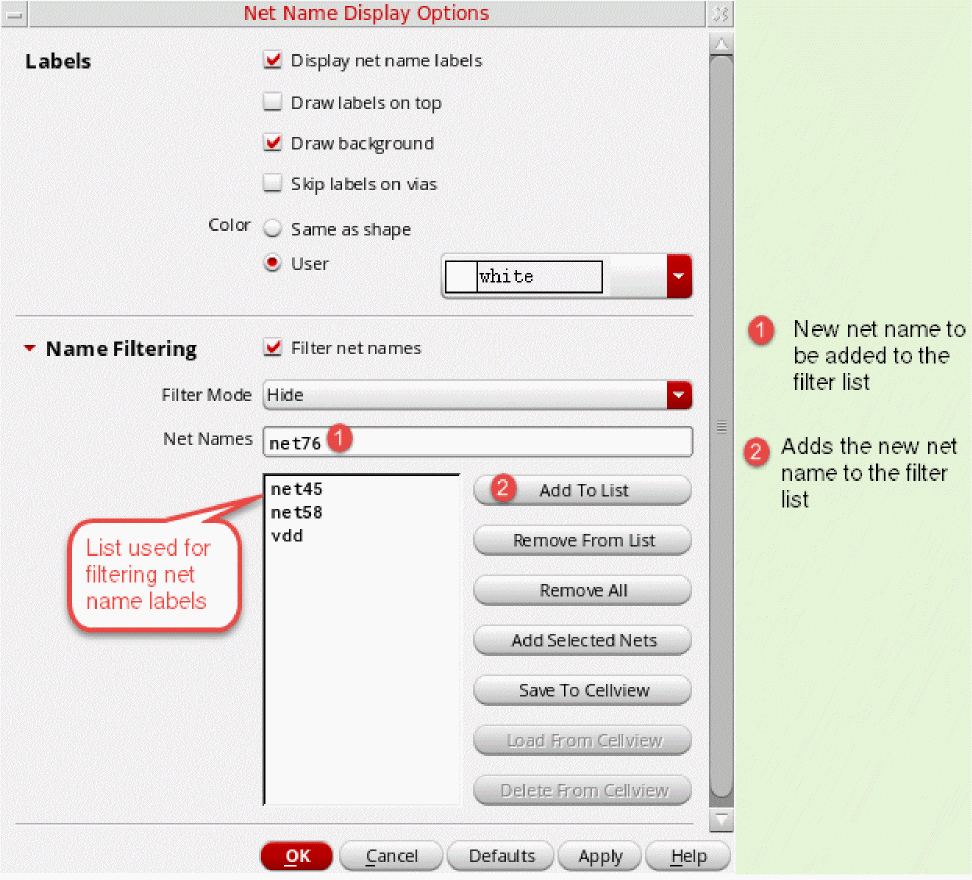 Net Name Display Options
Labels
Display net name labels
Draw labels on top
Draw background
Skip labels on vias
Color
Same as shape
User
white
Name Filtering
Filter net names
Filter Mode
Hide
Net Names
net76
1
net45
net58
vdd
2
Add To List
Remove From List
Remove All
Add Selected Nets
Save To Cellview
Load From Cellview
Delete From Cellview
List used for
filtering net
name labels
OK
Cancel
Defaults
Apply
Help
1
New net name to
be added to the
filter list
2
Adds the new net
name to the filter
list